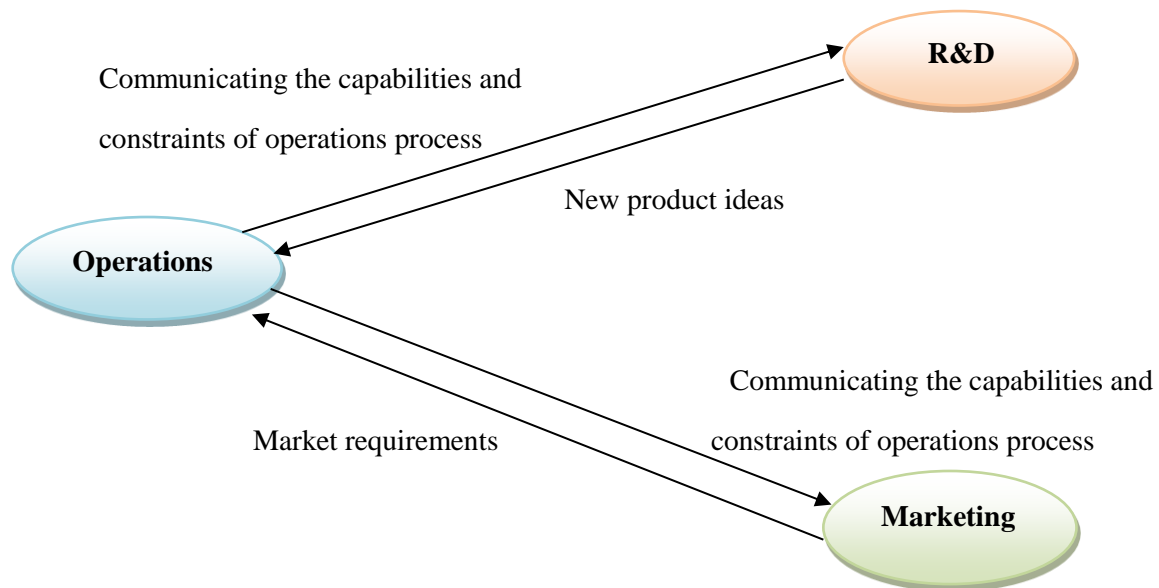 R&D
Communicating the capabilities and
constraints of operations process
New product ideas
Operations
Communicating the capabilities and
Market requirements
constraints of operations process
Marketing